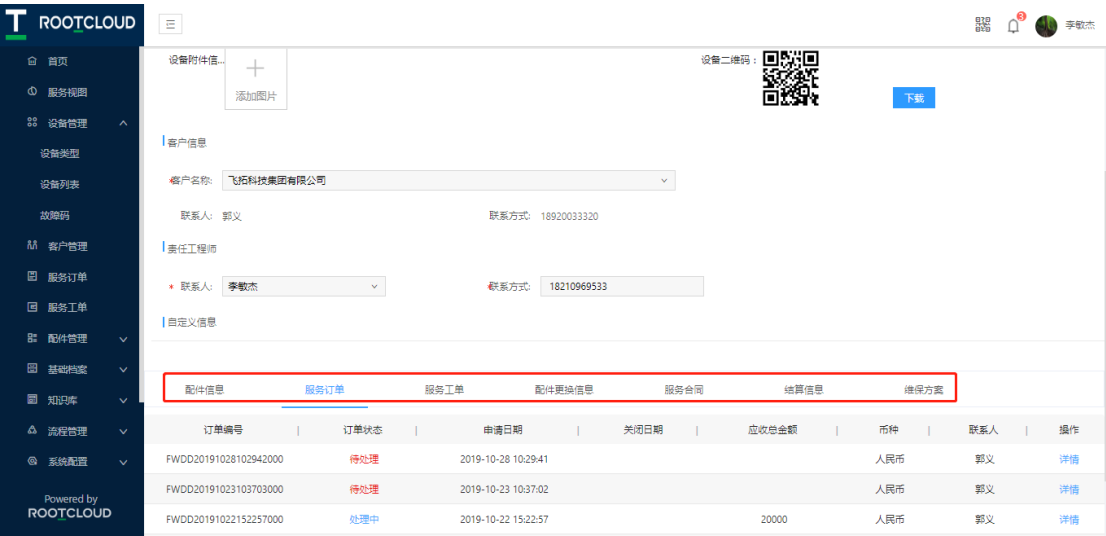 ROOTCLOUD
3
李敏杰
首页
服务视图
设备管理
设备类型
设备列表
故障码
客户管理
服务订单
服务工单
配件管理
基础档案
知识库
流程管理
系统配置
Powered by
ROOTCLOUD
设备附件信...
添加图片
设备二维码：
下载
客户信息
*客户名称: 飞拓科技集团有限公司
联系人: 郭义 联系方式: 18920033320
责任工程师
* 联系人: 李敏杰 *联系方式: 18210969533
自定义信息
配件信息 服务订单 服务工单 配件更换信息 服务合同 结算信息 维保方案
订单编号 订单状态 申请日期 关闭日期 应收总金额 币种 联系人 操作
FWDD20191028102942000 待处理 2019-10-28 10:29:41 人民币 郭义 详情
FWDD20191023103703000 待处理 2019-10-23 10:37:02 人民币 郭义 详情
FWDD20191022152257000 处理中 2019-10-22 15:22:57 20000 人民币 郭义 详情